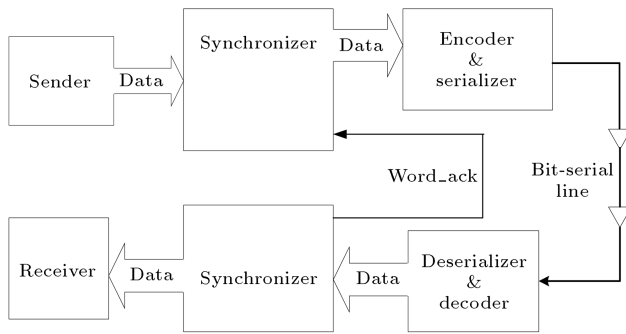 Sender
Data
Synchronizer
Data
Encoder
&
serializer
Bit-serial
line
Word_ack
Receiver
Data
Synchronizer
Data
Deserializer
&
decoder